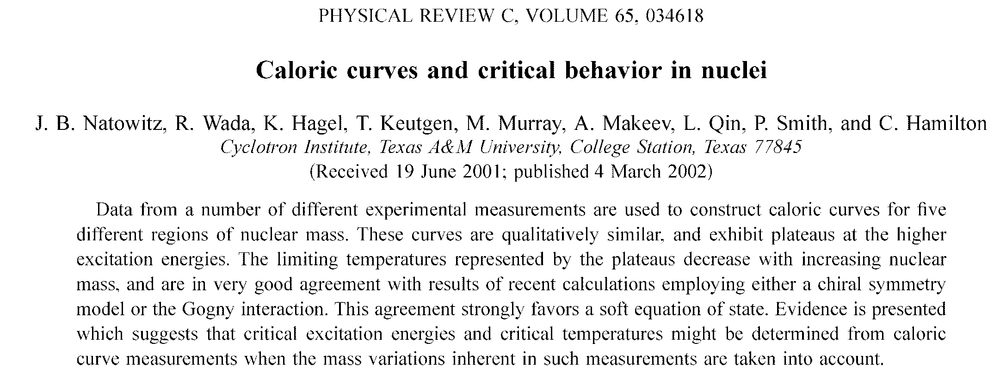 PHYSICAL REVIEW C, VOLUME 65, 034618
Caloric curves and critical behavior in nuclei
J. B. Natowitz, R. Wada, K. Hagel, T. Keutgen, M. Murray, A. Makeev, L. Qin, P. Smith, and C. Hamilton
Cyclotron Institute, Texas A&M University, College Station, Texas 77845
(Received 19 June 2001; published 4 March 2002)
Data from a number of different experimental measurements are used to construct caloric curves for five
different regions of nuclear mass. These curves are qualitatively similar, and exhibit plateaus at the higher
excitation energies. The limiting temperatures represented by the plateaus decrease with increasing nuclear
mass, and are in very good agreement with results of recent calculations employing either a chiral symmetry
model or the Gogny interaction. This agreement strongly favors a soft equation of state. Evidence is presented
which suggests that critical excitation energies and critical temperatures might be determined from caloric
curve measurements when the mass variations inherent in such measurements are taken into account.